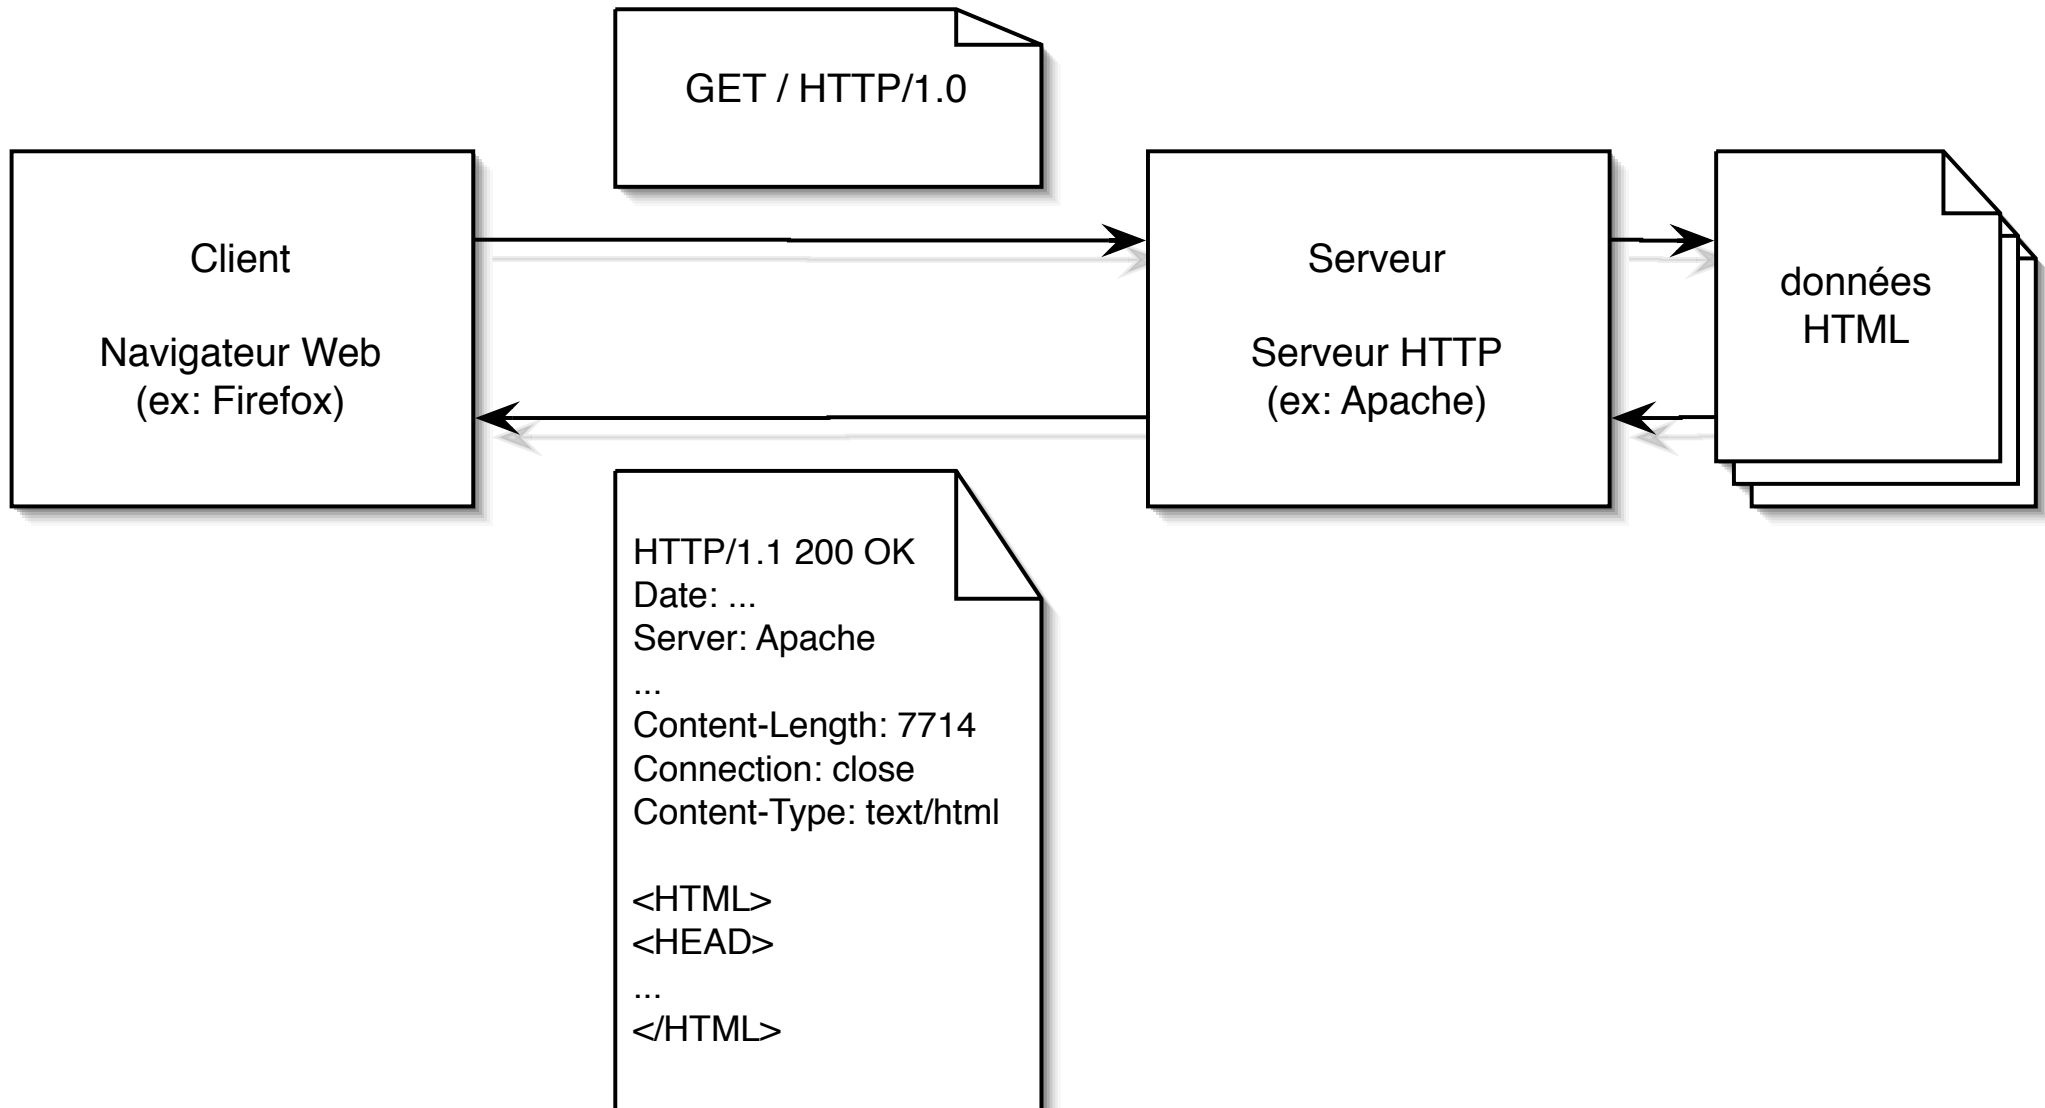 GET / HTTP/1.0
Client
Navigateur Web
(ex: Firefox)
Serveur
Serveur HTTP
(ex: Apache)
données
HTML
HTTP/1.1 200 OK
Date: ...
Server: Apache
...
Content-Length: 7714
Connection: close
Content-Type: text/html
<HTML>
<HEAD>
...
</HTML>